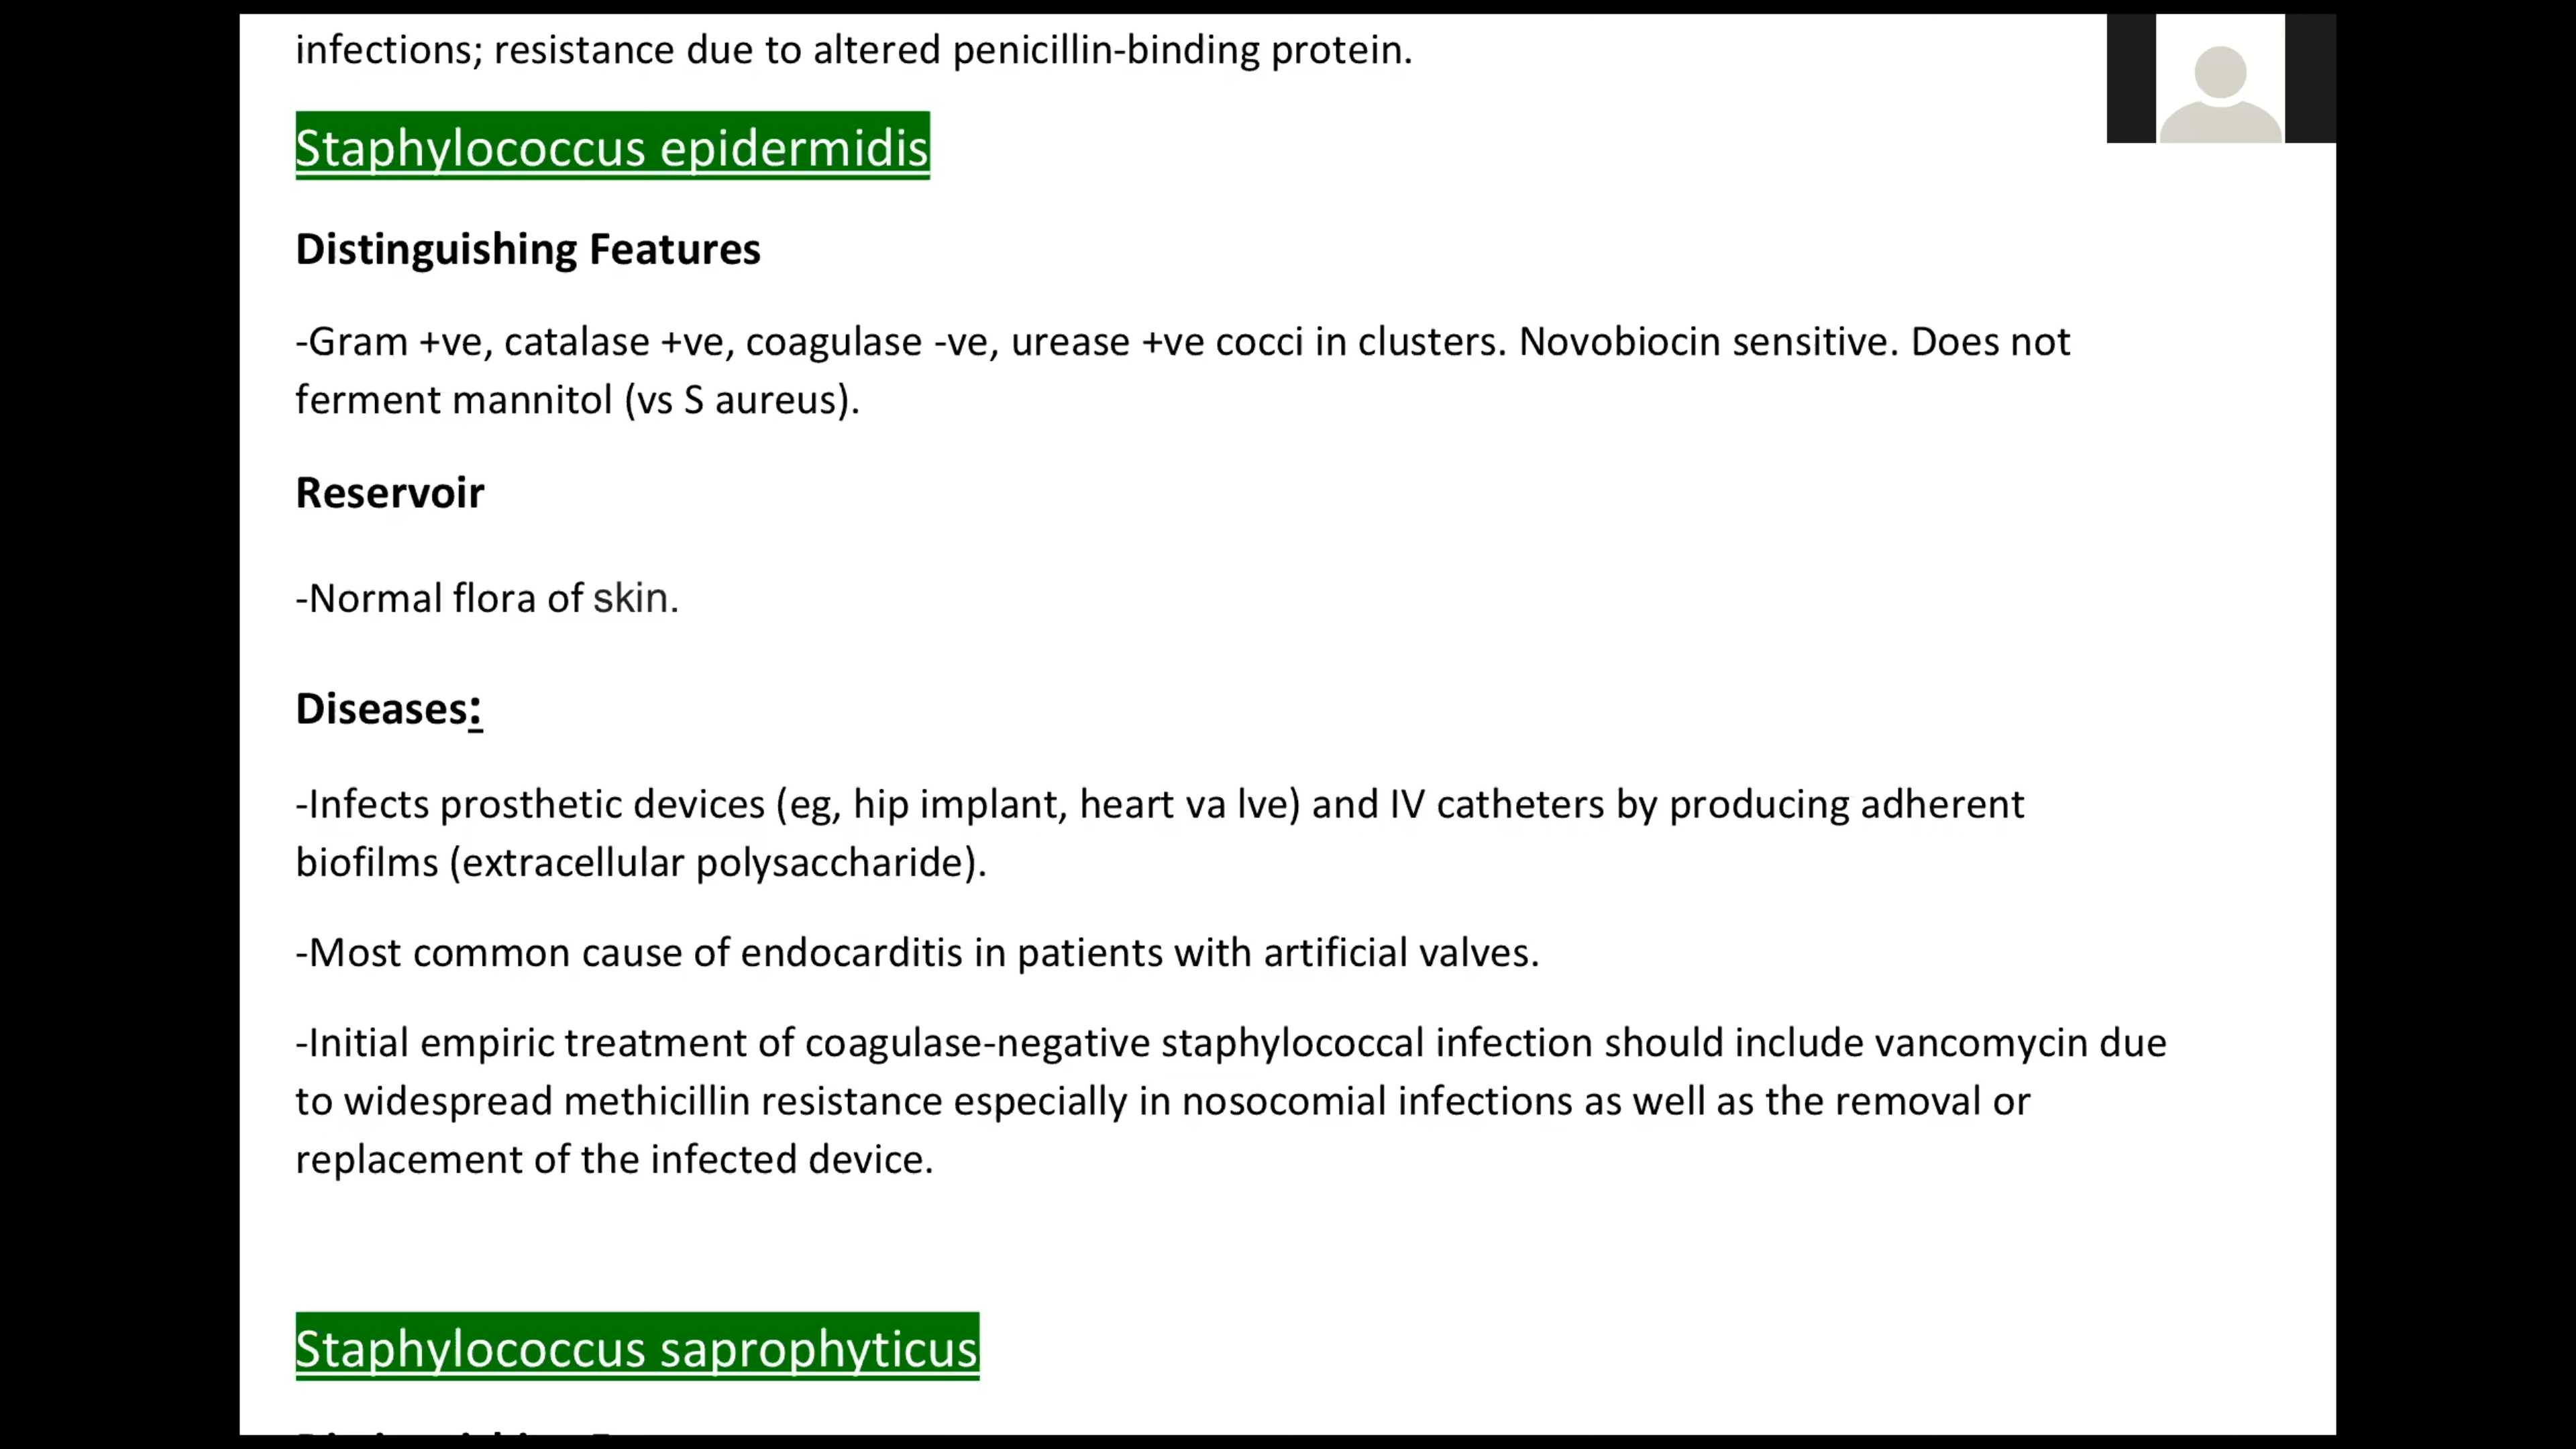 infections; resistance due to altered penicillin-binding protein.
Staphylococcus epidermidis
Distinguishing Features
-Gram +ve, catalase +ve, coagulase -ve, urease +ve cocci in clusters. Novobiocin sensitive. Does not
ferment mannitol (vs S aureus).
Reservoir
-Normal flora of skin.
Diseases:
-Infects prosthetic devices (eg, hip implant, heart va lve) and IV catheters by producing adherent
biofilms (extracellular polysaccharide).
-Most common cause of endocarditis in patients with artificial valves.
-Initial empiric treatment of coagulase-negative staphylococcal infection should include vancomycin due
to widespread methicillin resistance especially in nosocomial infections as well as the removal or
replacement of the infected device.
Staphylococcus saprophyticus